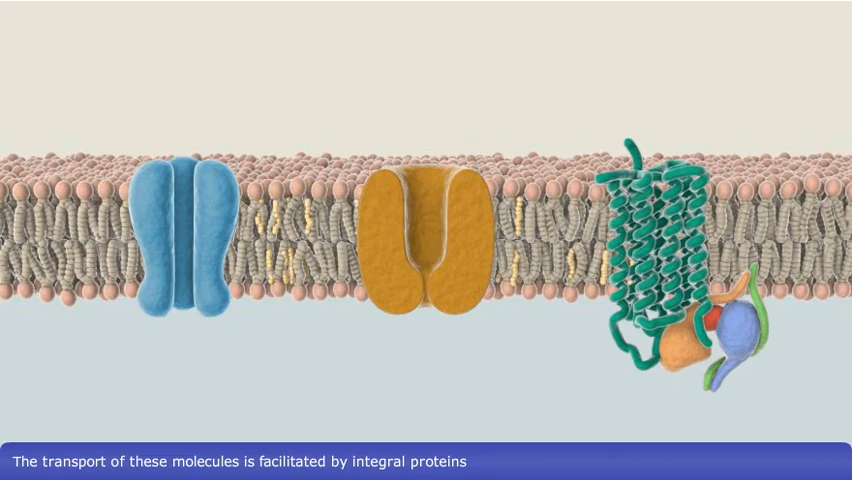 The transport of these molecules is facilitated by integral proteins